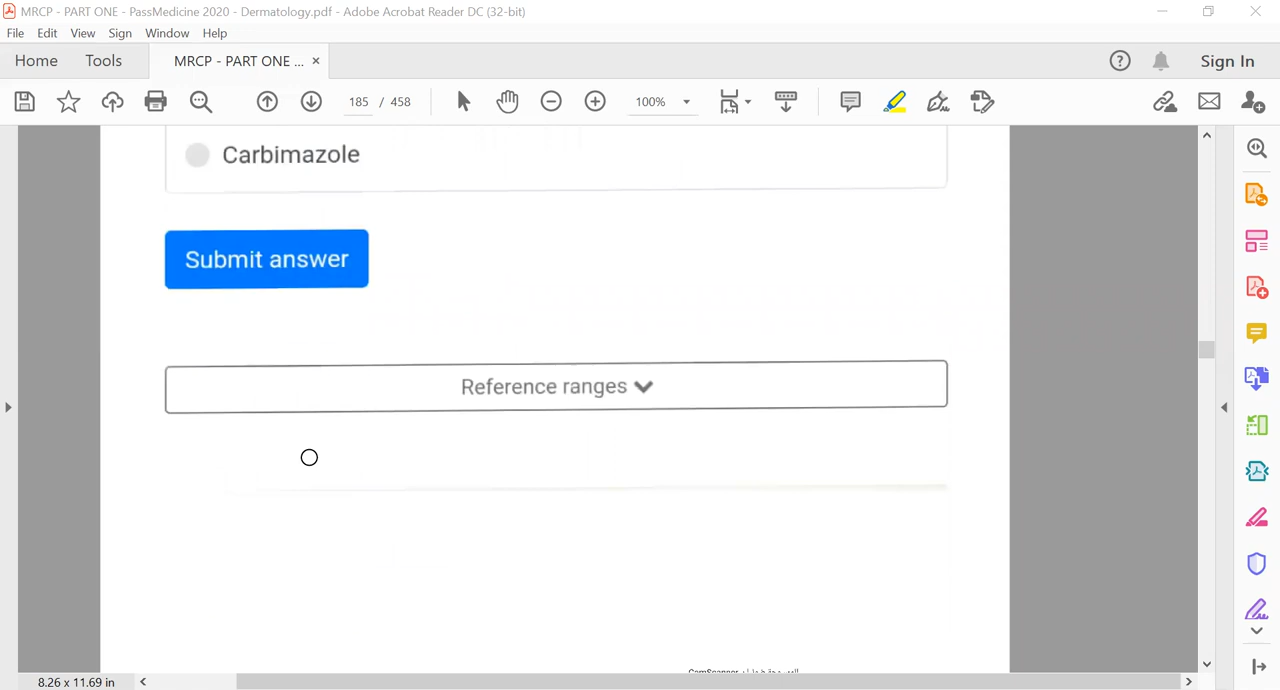 MRCP - PART ONE - PassMedicine 2020 - Dermatology.pdf - Adobe Acrobat Reader DC (32-bit)
File Edit View Sign Window Help
Home Tools MRCP - PART ONE ... × Sign In
185 / 458 100%
Carbimazole
Submit answer
Reference ranges
8.26 x 11.69 in